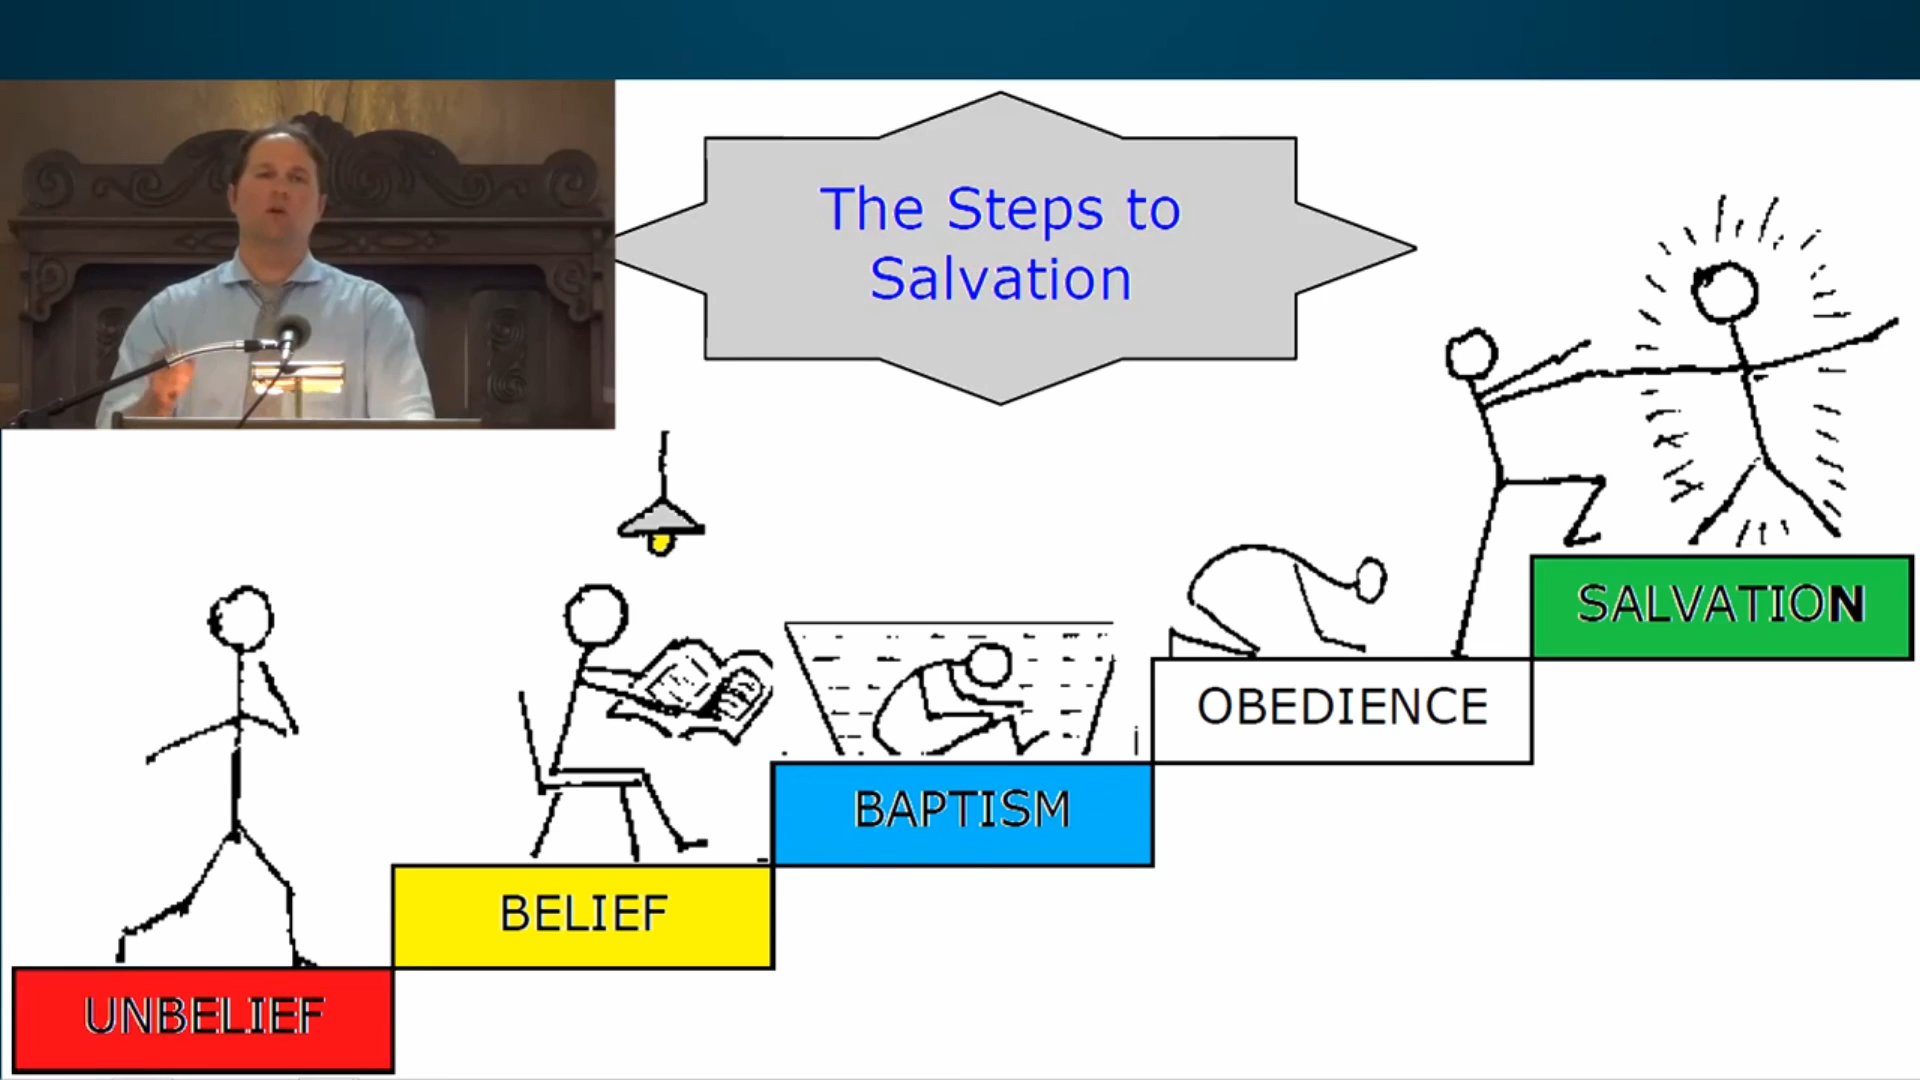 The Steps to
Salvation
SALVATION
OBEDIENCE
BAPTISM
BELIEF
UNBELIEF